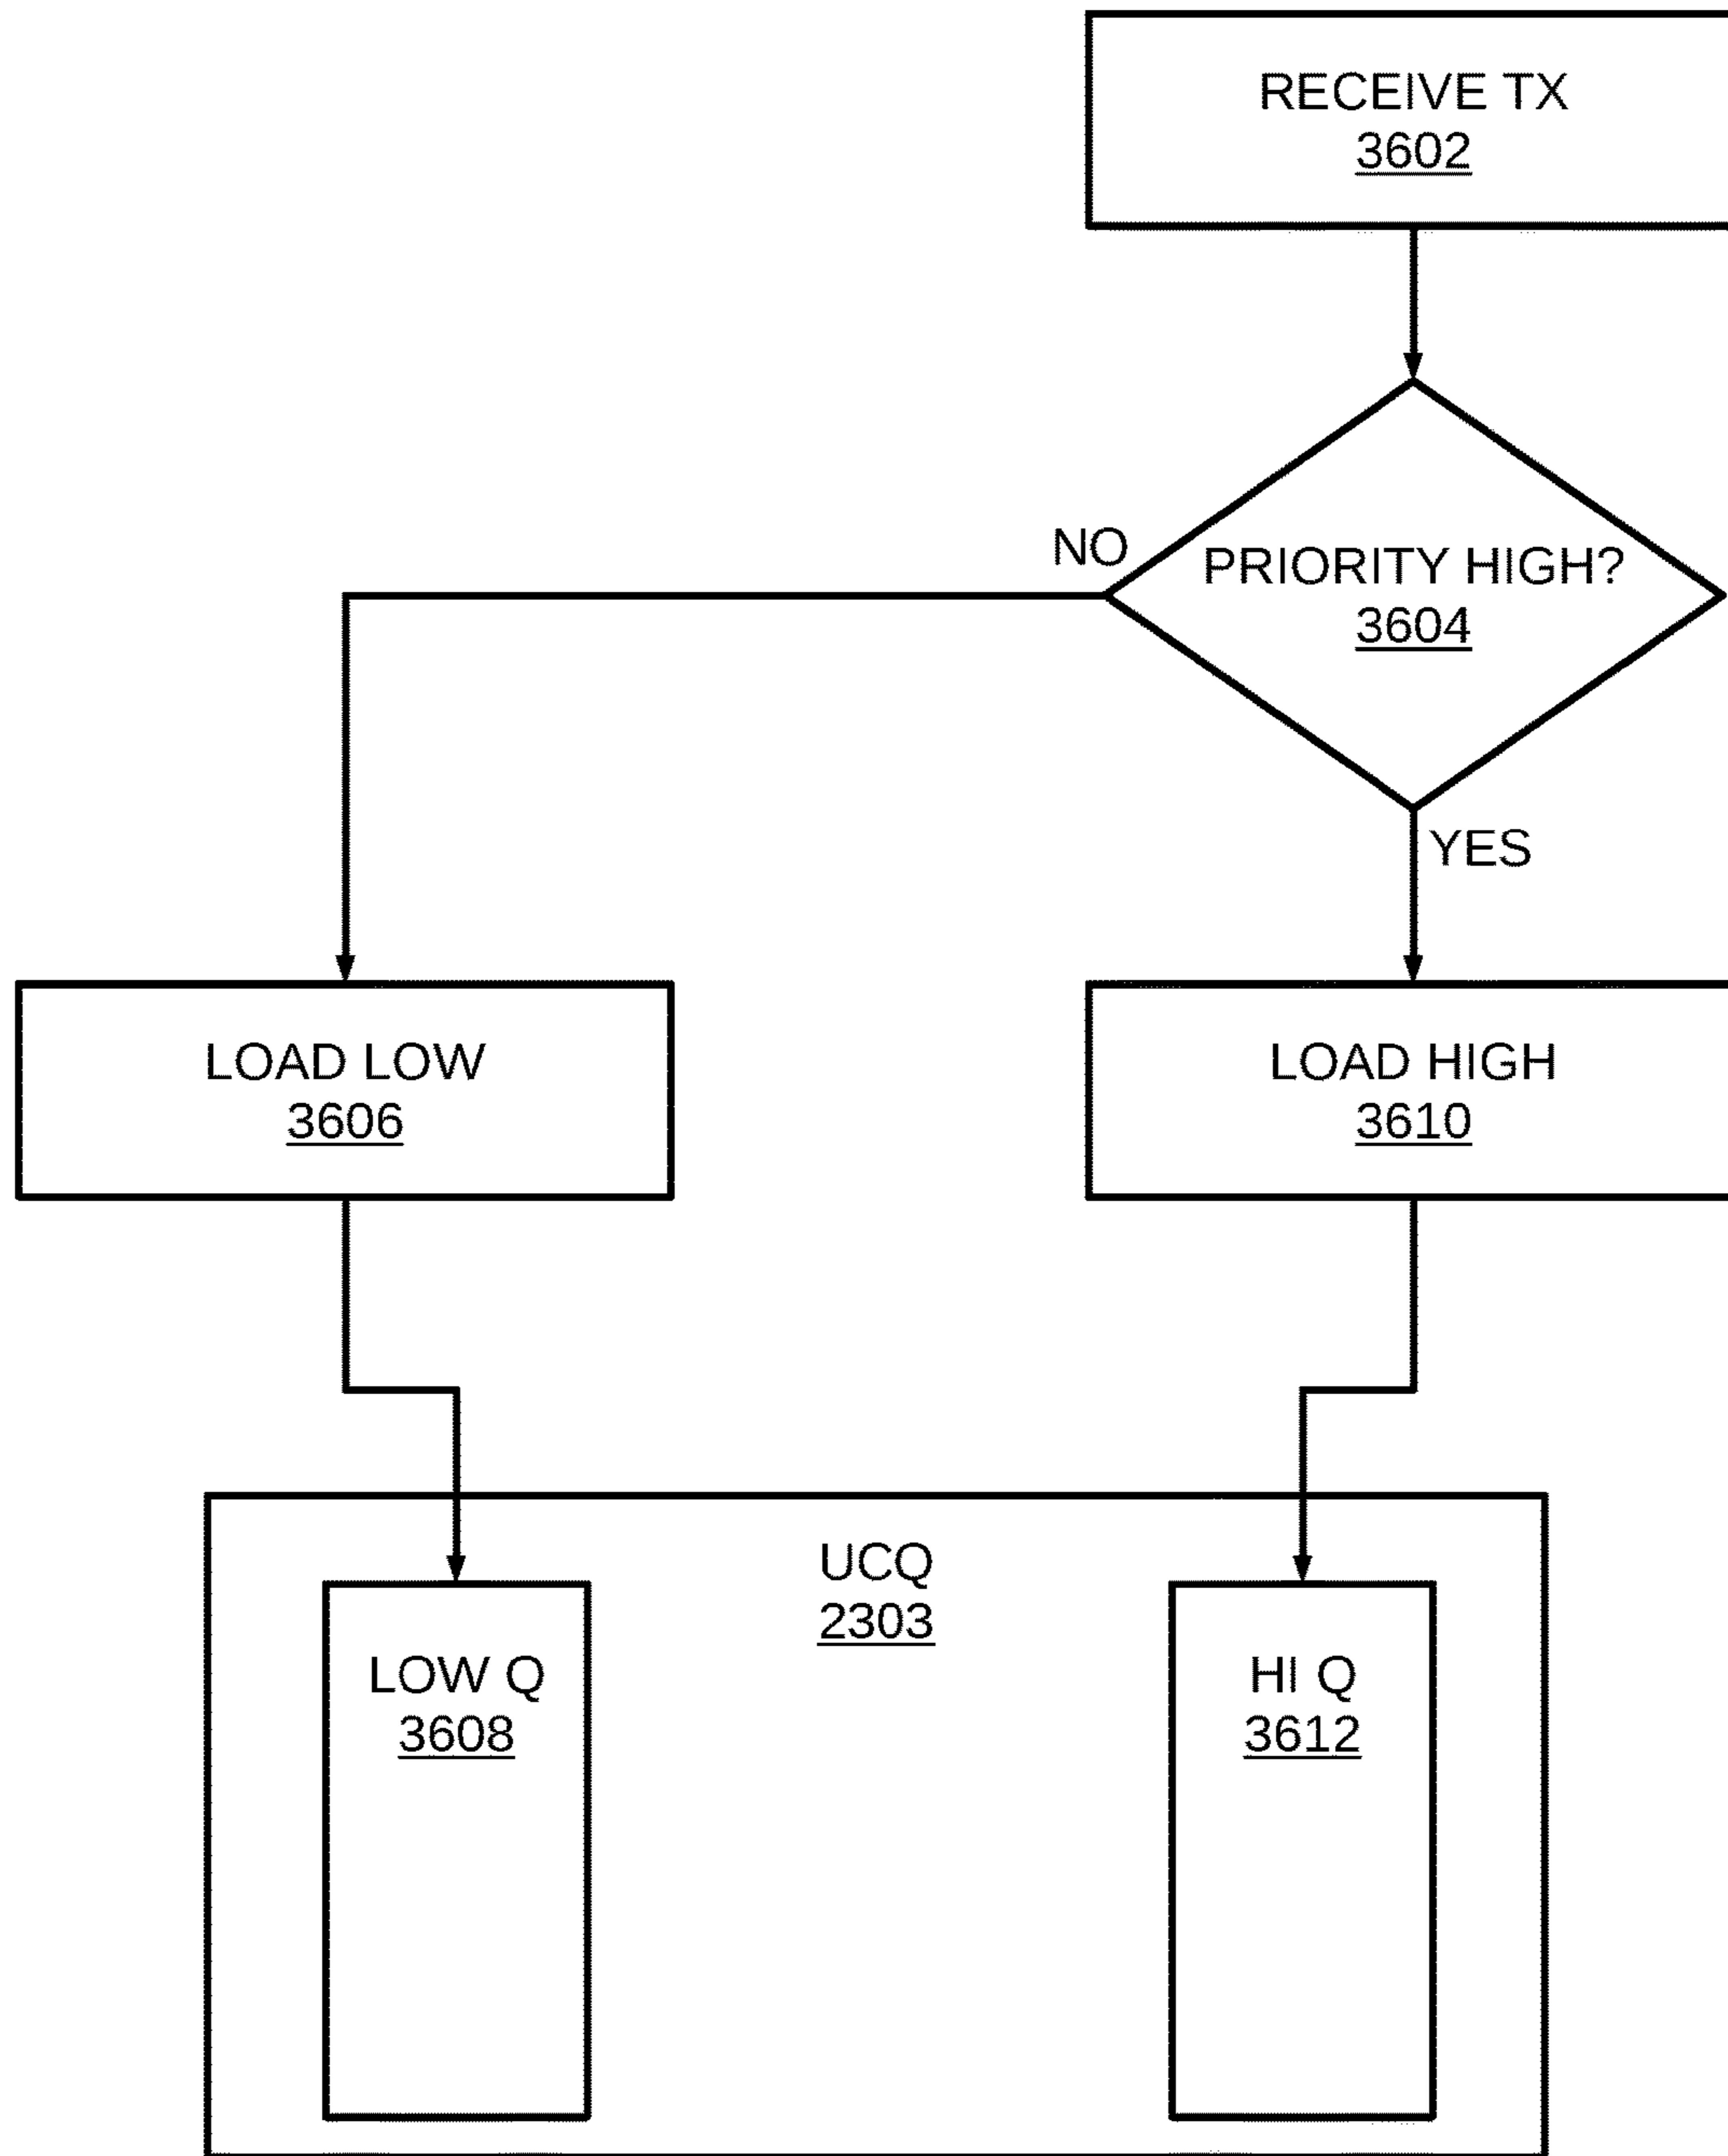 RECEIVE TX
3602
NO
PRIORITY HIGH?
3604
YES
LOAD LOW
3606
LOAD HIGH
3610
UCQ
2303
LOW Q
3608
HI Q
3612